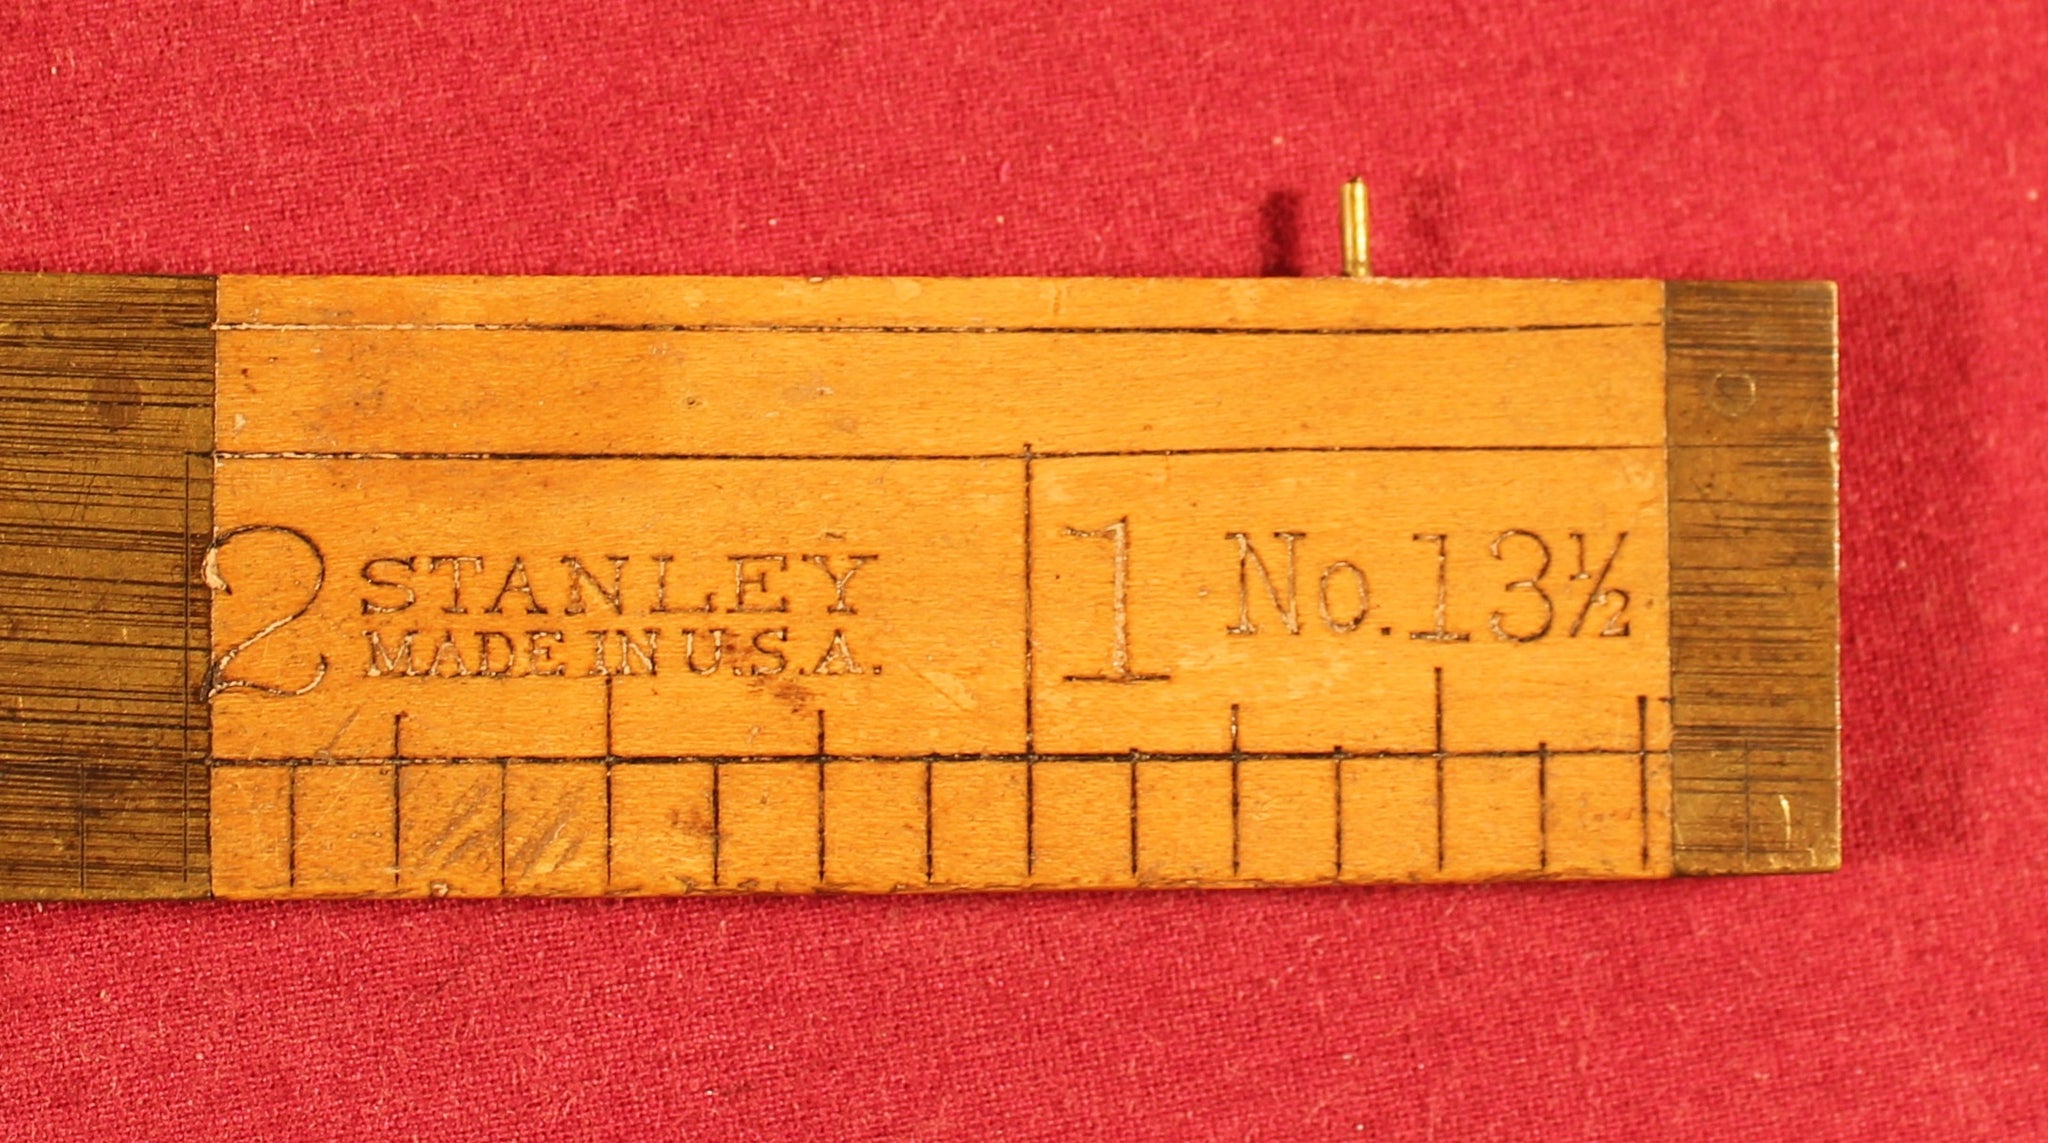 2 STANLEY 1 No. 13½
MADE IN U.S.A.